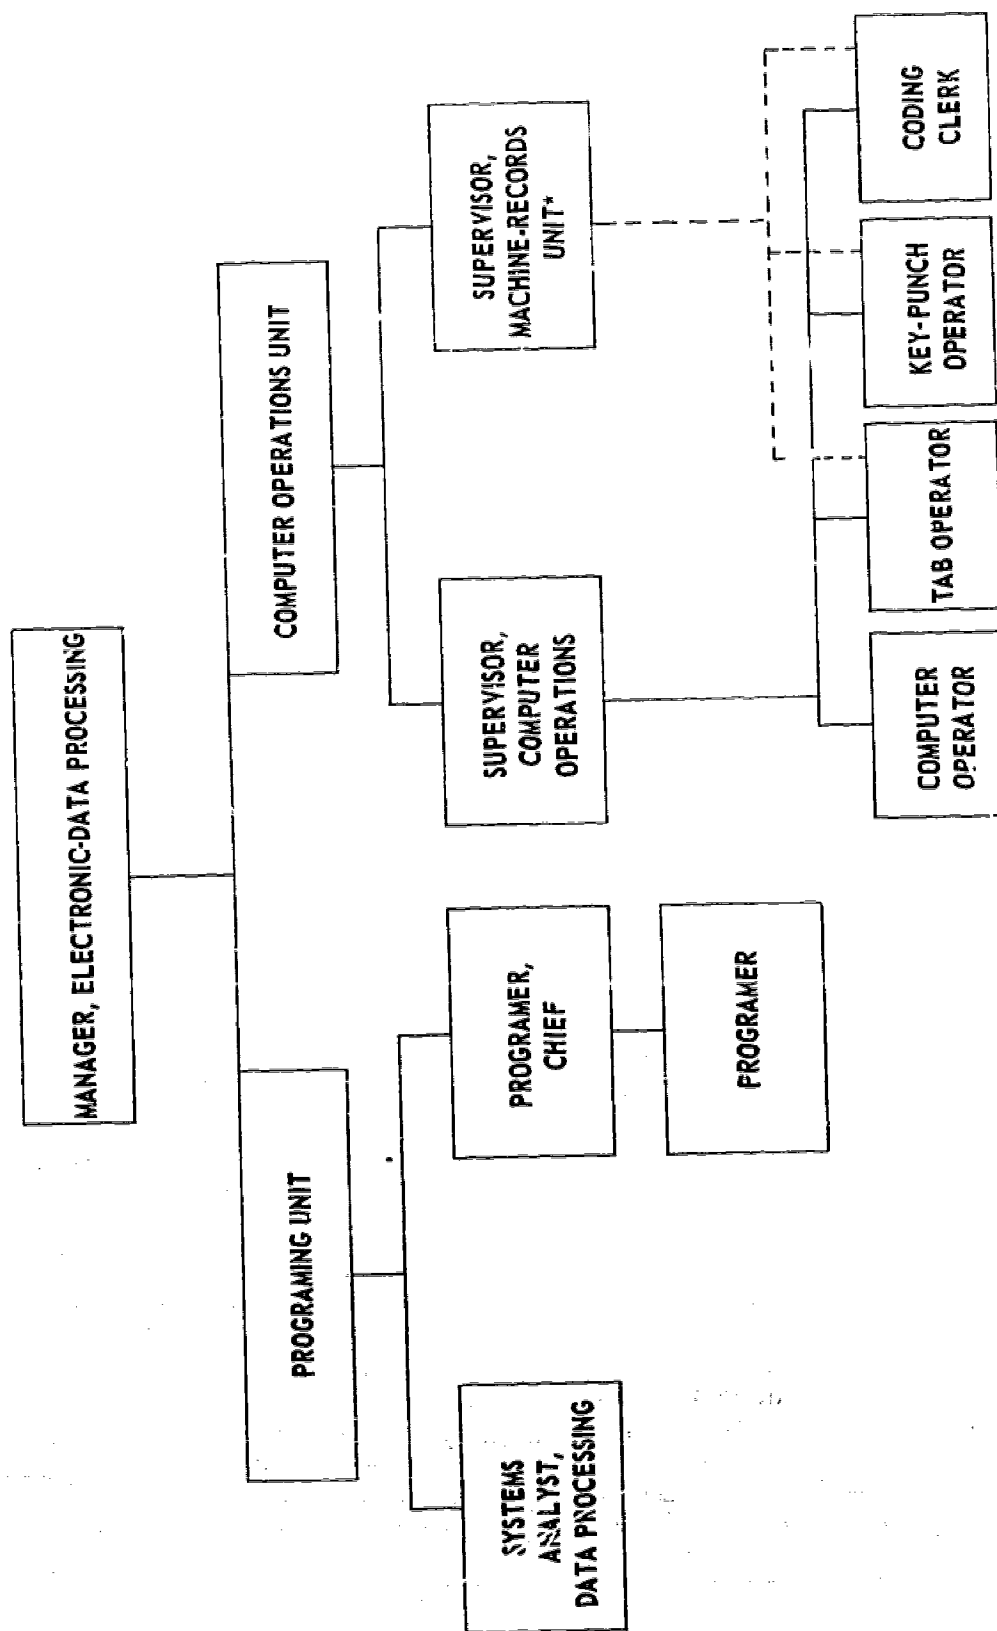 MANAGER, ELECTRONIC-DATA PROCESSING
PROGRAMING UNIT
COMPUTER OPERATIONS UNIT
SYSTEMS
ANALYST,
DATA PROCESSING
PROGRAMER,
CHIEF
SUPERVISOR,
COMPUTER
OPERATIONS
SUPERVISOR,
MACHINE-RECORDS
UNIT*
PROGRAMER
COMPUTER
OPERATOR
TAB OPERATOR
KEY-PUNCH
OPERATOR
CODING
CLERK